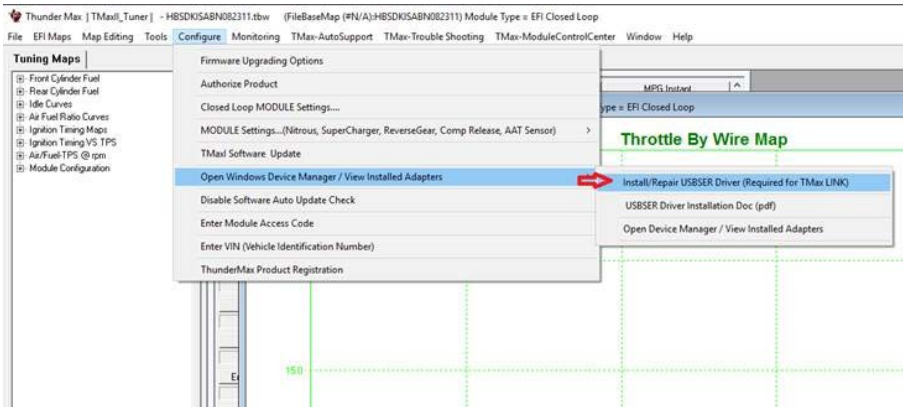 Thunder Max | TMaxII_Tuner | - HBSDKISABN082311.tbw (FileBaseMap (#N/A):HBSDKISABN082311) Module Type = EFI Closed Loop
File EFI Maps Map Editing Tools Configure Monitoring TMax-AutoSupport TMax-Trouble Shooting TMax-ModuleControlCenter Window Help
Tuning Maps
Front Cylinder Fuel
Rear Cylinder Fuel
Idle Curves
Air Fuel Ratio Curves
Ignition Timing Maps
Ignition Timing VS TPS
Air/Fuel-TPS @ rpm
Module Configuration
Firmware Upgrading Options
Authorize Product
Closed Loop MODULE Settings....
MODULE Settings...(Nitrous, SuperCharger, ReverseGear, Comp Release, AAT Sensor)
TMaxI Software Update
Open Windows Device Manager / View Installed Adapters
Disable Software Auto Update Check
Enter Module Access Code
Enter VIN (Vehicle Identification Number)
ThunderMax Product Registration
MPG Instant
ype = EFI Closed Loop
Throttle By Wire Map
Install/Repair USBSER Driver (Required for TMax LINK)
USBSER Driver Installation Doc (pdf)
Open Device Manager / View Installed Adapters
150